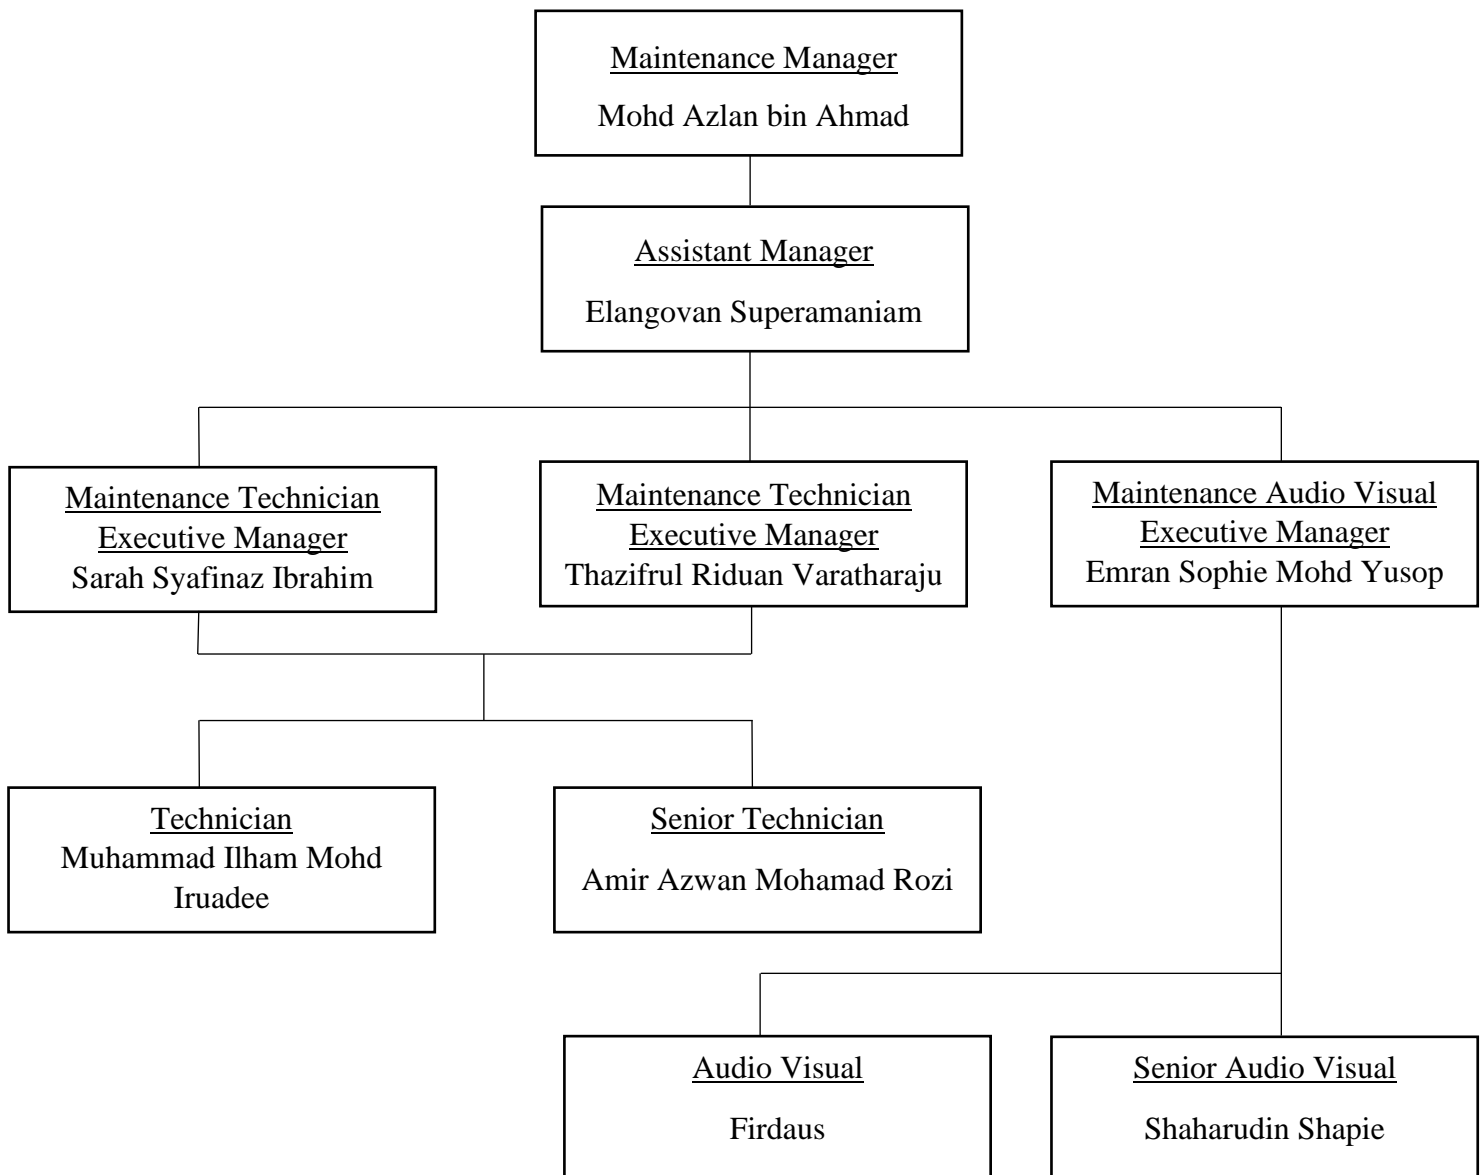 Maintenance Manager
Mohd Azlan bin Ahmad
Assistant Manager
Elangovan Superamaniam
Maintenance Technician
Executive Manager
Sarah Syafinaz Ibrahim
Maintenance Technician
Executive Manager
Thazifrul Riduan Varatharaju
Maintenance Audio Visual
Executive Manager
Emran Sophie Mohd Yusop
Technician
Muhammad Ilham Mohd
Iruadee
Senior Technician
Amir Azwan Mohamad Rozi
Audio Visual
Firdaus
Senior Audio Visual
Shaharudin Shapie